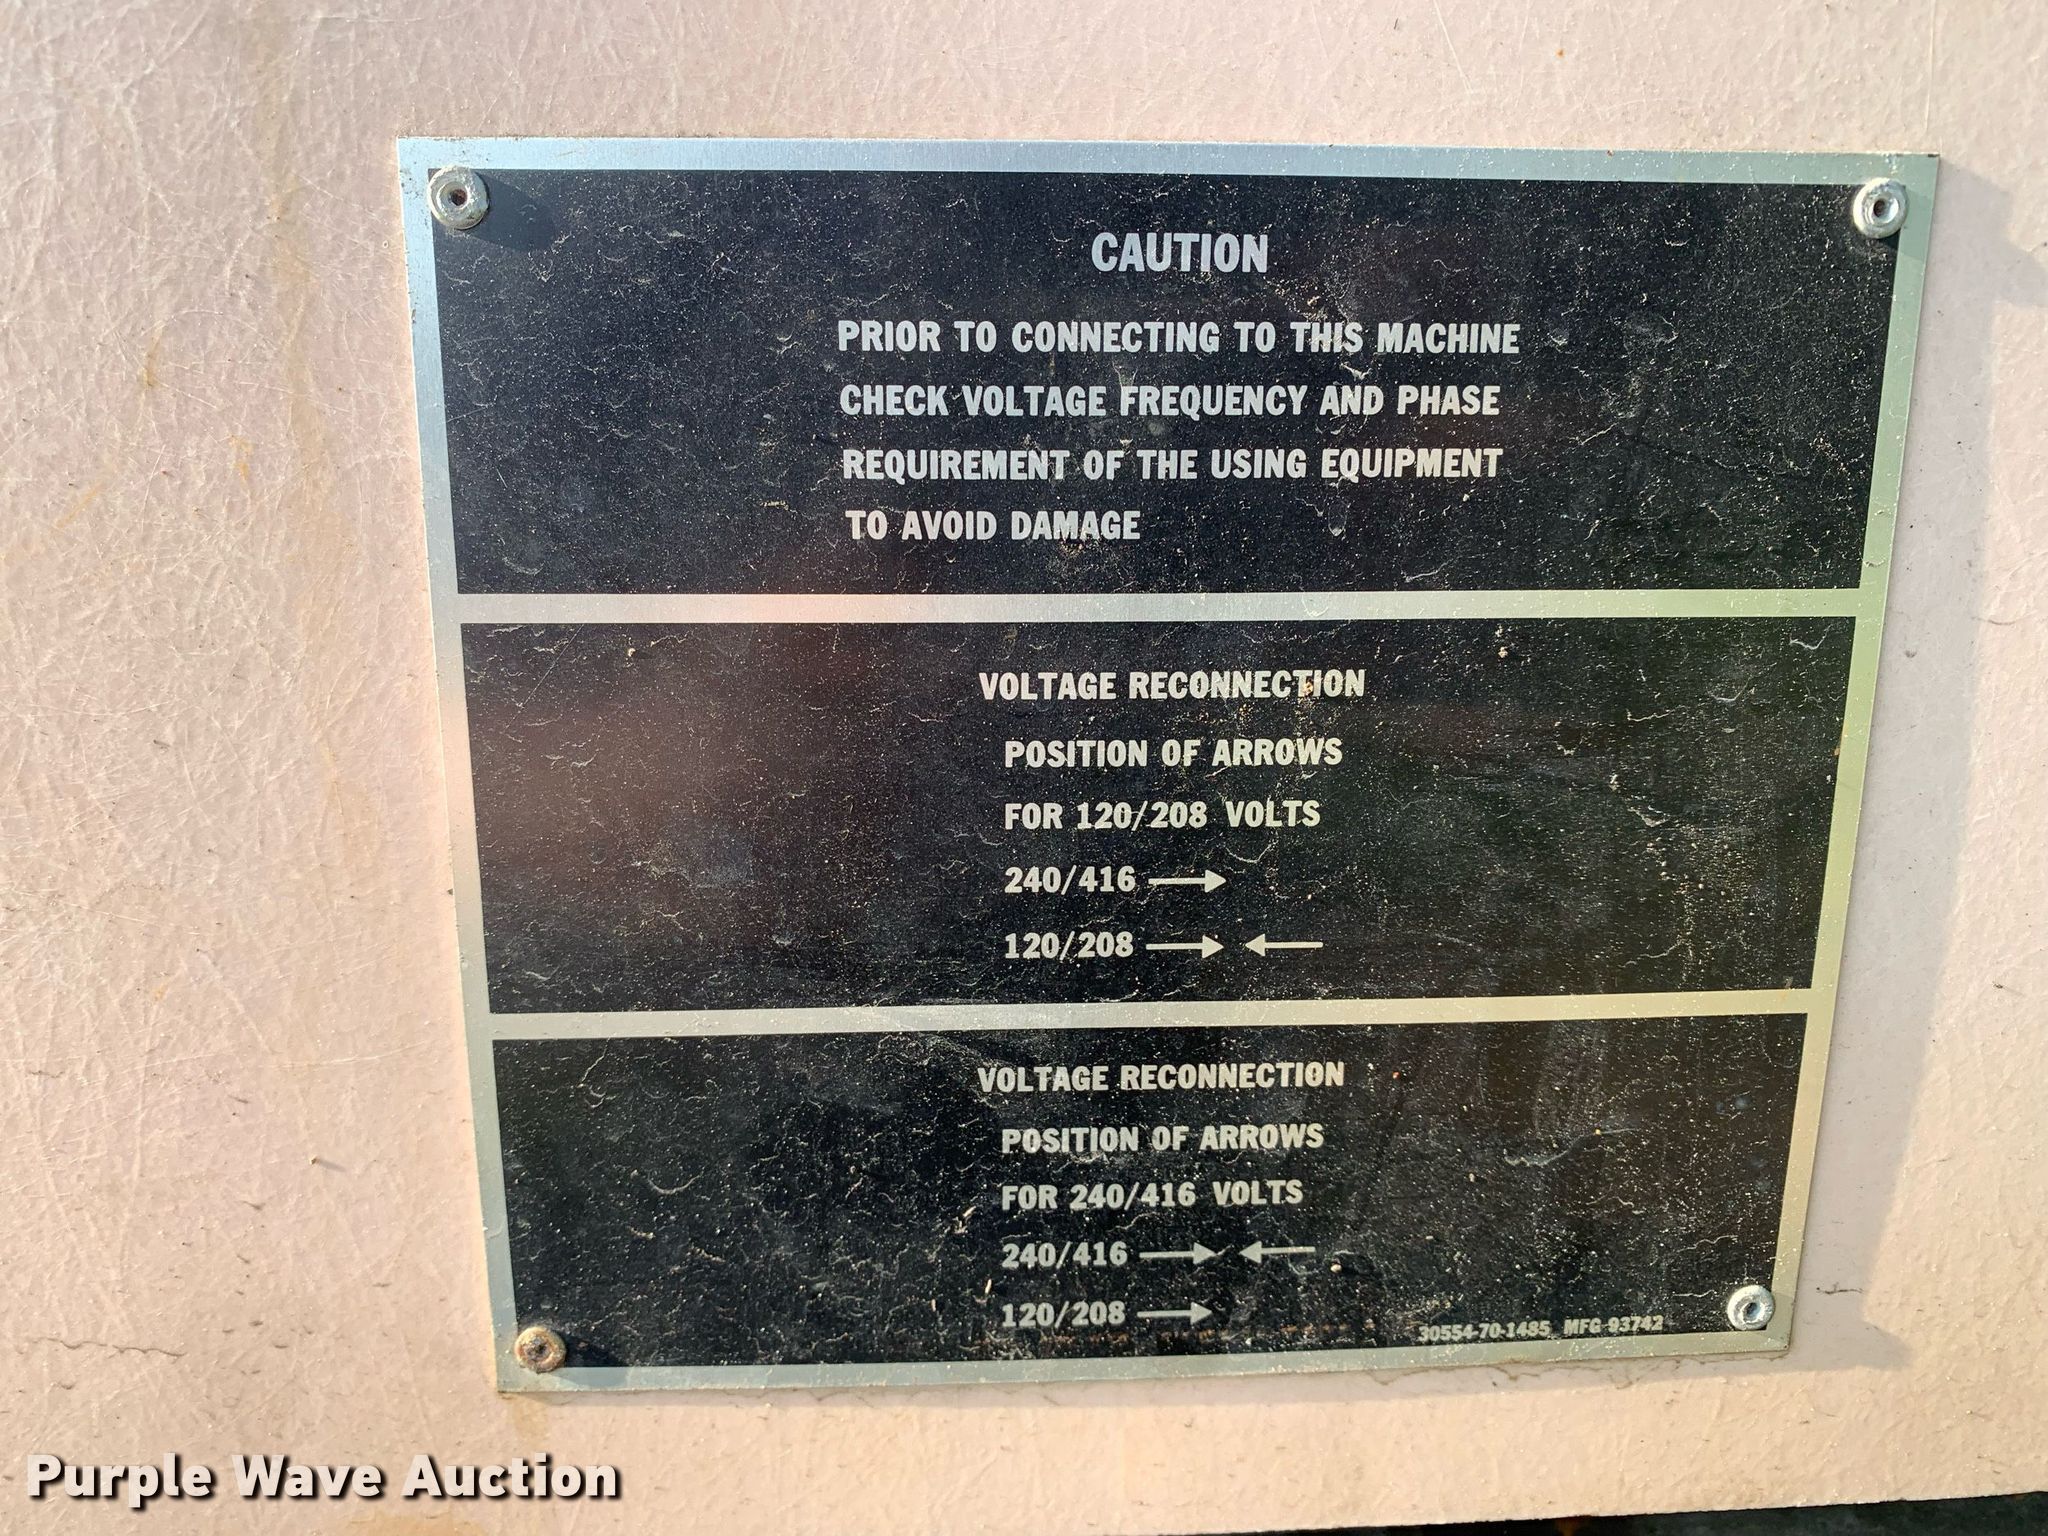 CAUTION
PRIOR TO CONNECTING TO THIS MACHINE
CHECK VOLTAGE FREQUENCY AND PHASE
REQUIREMENT OF THE USING EQUIPMENT
TO AVOID DAMAGE
VOLTAGE RECONNECTION
POSITION OF ARROWS
FOR 120/208 VOLTS
240/416 →
120/208 → ←
VOLTAGE RECONNECTION
POSITION OF ARROWS
FOR 240/416 VOLTS
240/416 → ←
120/208 →
30554-70-1485 MFG 93742
Purple Wave Auction